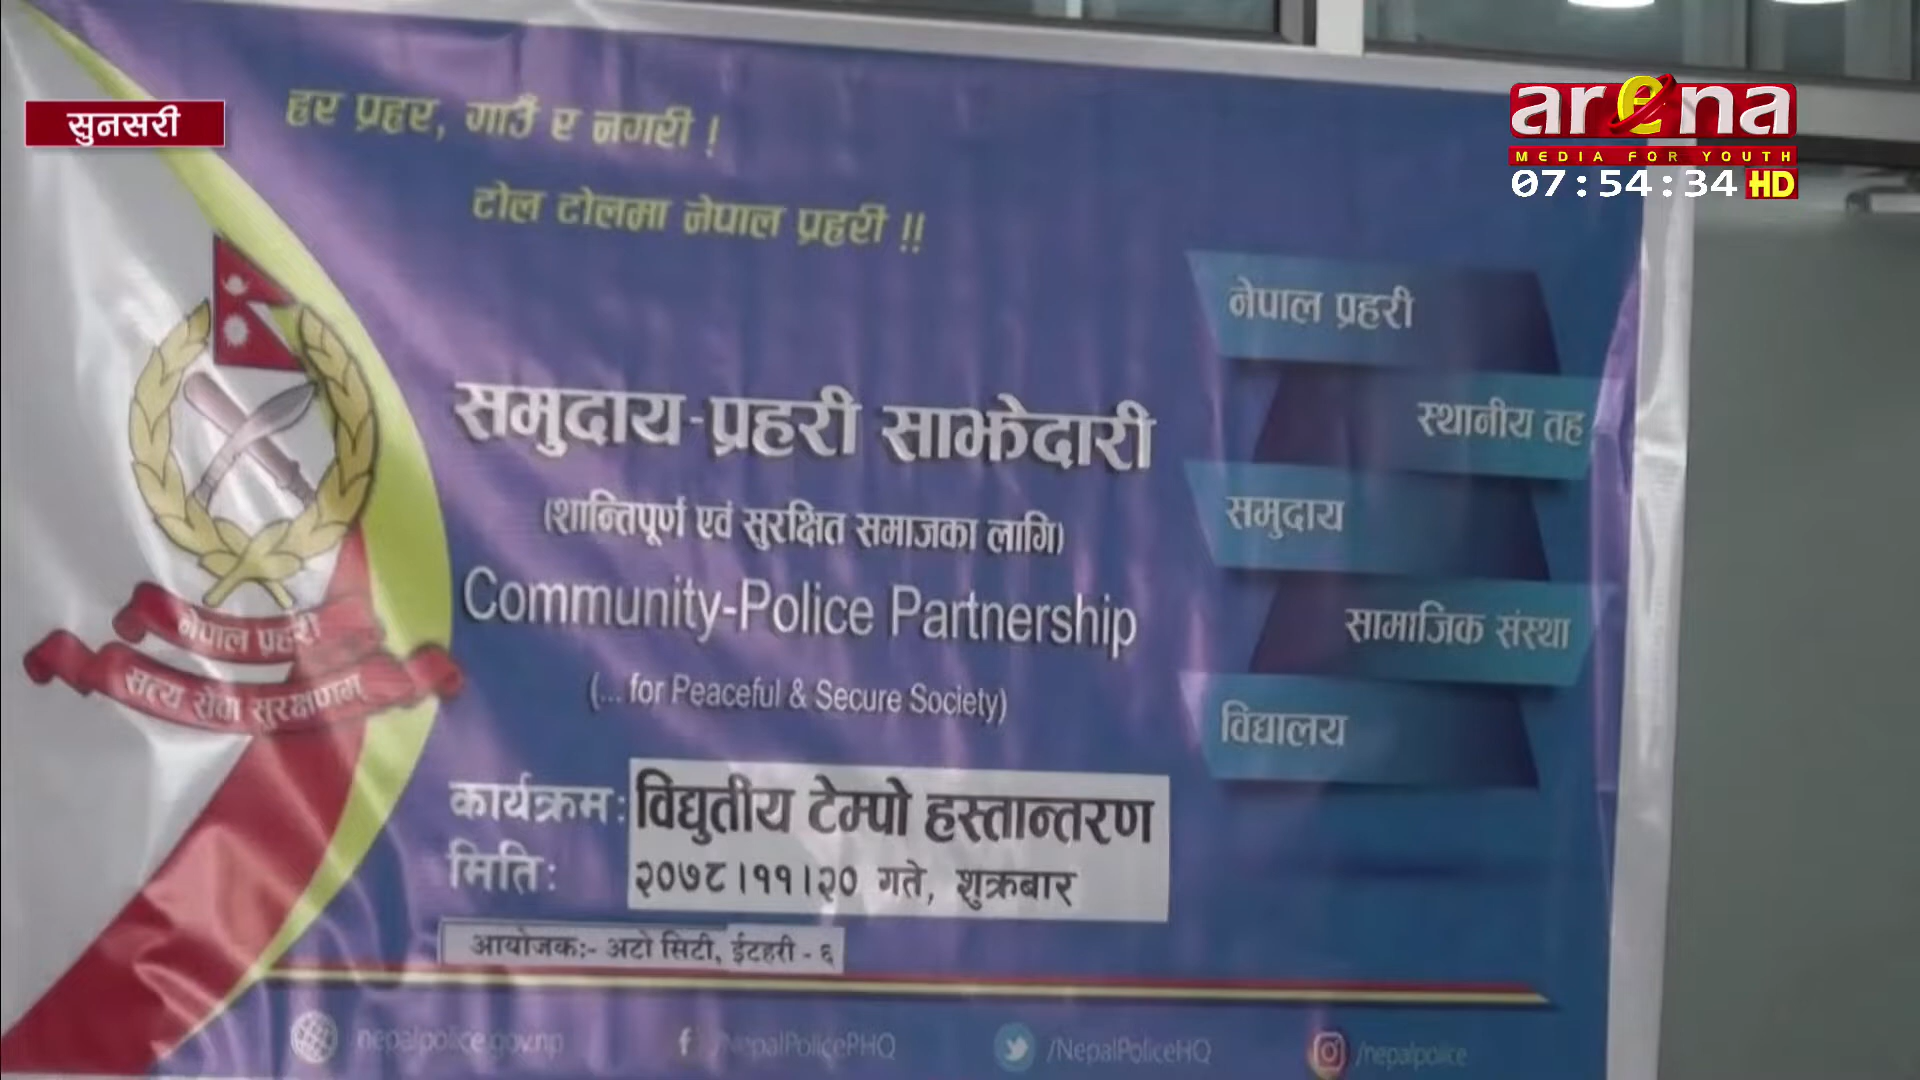 सुनसरी
arena
MEDIA FOR YOUTH
07:54:34 HD
हर प्रहर, गाउँ र नगरी !
टोल टोलमा नेपाल प्रहरी !!
नेपाल प्रहरी
स्थानीय तह
समुदाय
सामाजिक संस्था
विद्यालय
समुदाय-प्रहरी साझेदारी
(शान्तिपूर्ण एवं सुरक्षित समाजका लागि)
Community-Police Partnership
(... for Peaceful & Secure Society)
नेपाल प्रहरी
सत्य सेवा सुरक्षणम्
कार्यक्रम: विद्युतीय टेम्पो हस्तान्तरण
मिति: २०७८।११।२० गते, शुक्रबार
आयोजक:- अटो सिटी, ईटहरी - ६
nepalpolice.gov.np
/NepalPolicePHQ
/NepalPoliceHQ
/nepalpolice